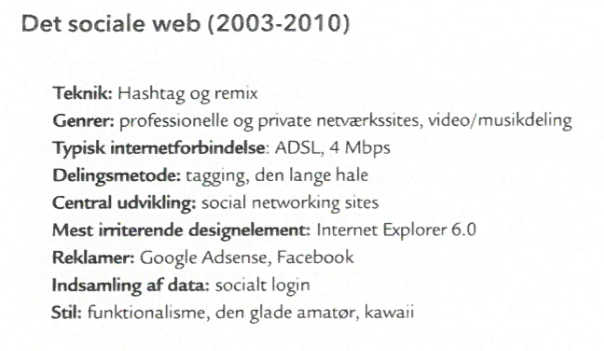 Det sociale web (2003-2010)
Teknik: Hashtag og remix
Genrer: professionelle og private netværkssites, video/musikdeling
Typisk internetforbindelse: ADSL, 4 Mbps
Delingsmetode: tagging, den lange hale
Central udvikling: social networking sites
Mest irriterende designelement: Internet Explorer 6.0
Reklamer: Google Adsense, Facebook
Indsamling af data: socialt login
Stil: funktionalisme, den glade amatør, kawaii